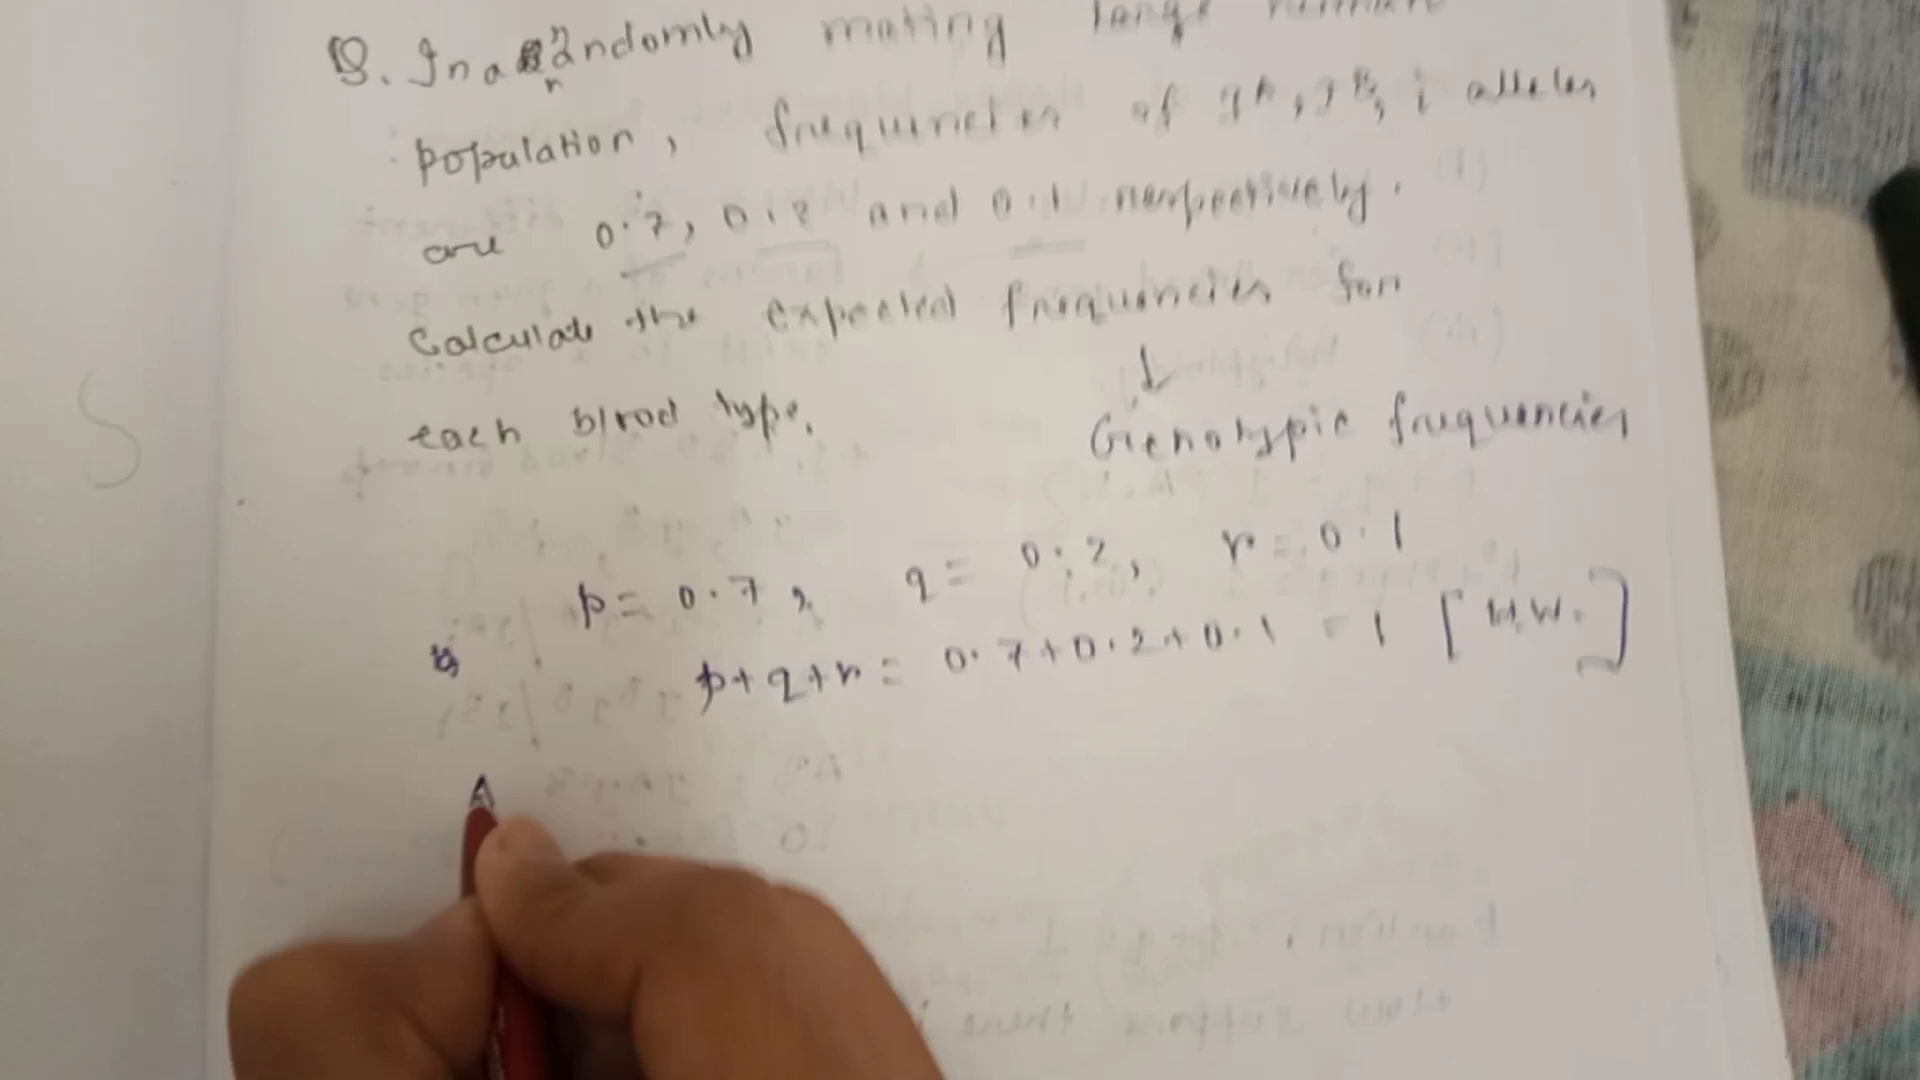 Q. In a randomly mating large human
population, frequencies of I^A, I^B, i alleles
are 0.7, 0.2 and 0.1 respectively.
Calculate the expected frequencies for
each blood type.
↓
Genotypic frequencies
p = 0.7, q = 0.2, r = 0.1
p+q+r = 0.7+0.2+0.1 = 1 [H.W.]